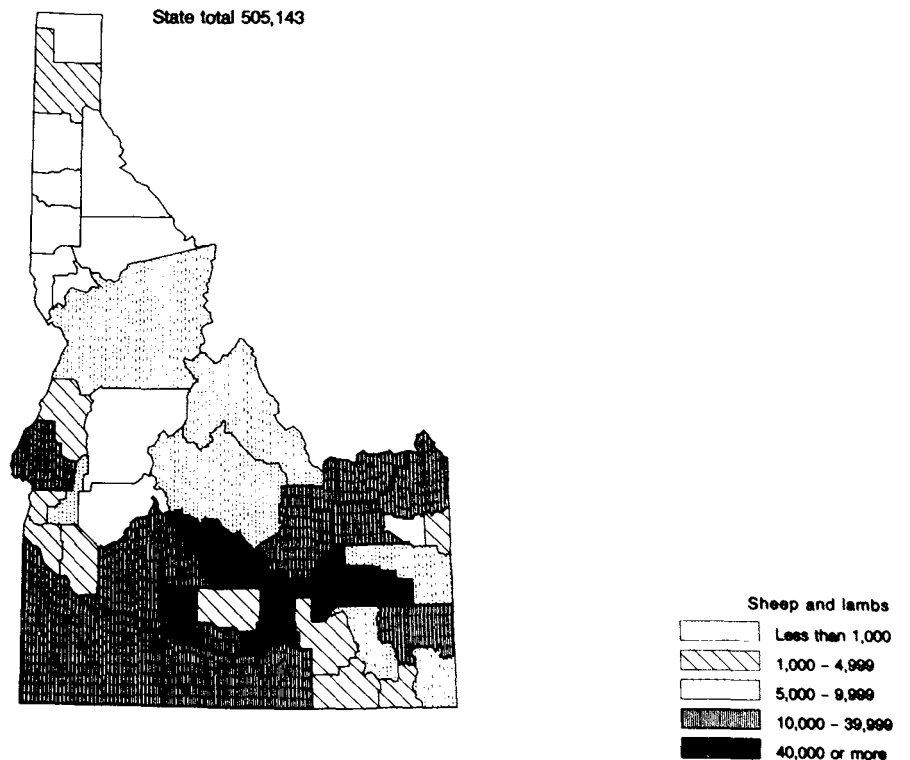 State total 505,143
Sheep and lambs
Less than 1,000
1,000 - 4,999
5,000 - 9,999
10,000 - 39,999
40,000 or more